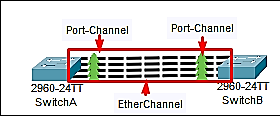 Port-Channel
Port-Channel
2960-24TT
SwitchA
2960-24TT
SwitchB
EtherChannel